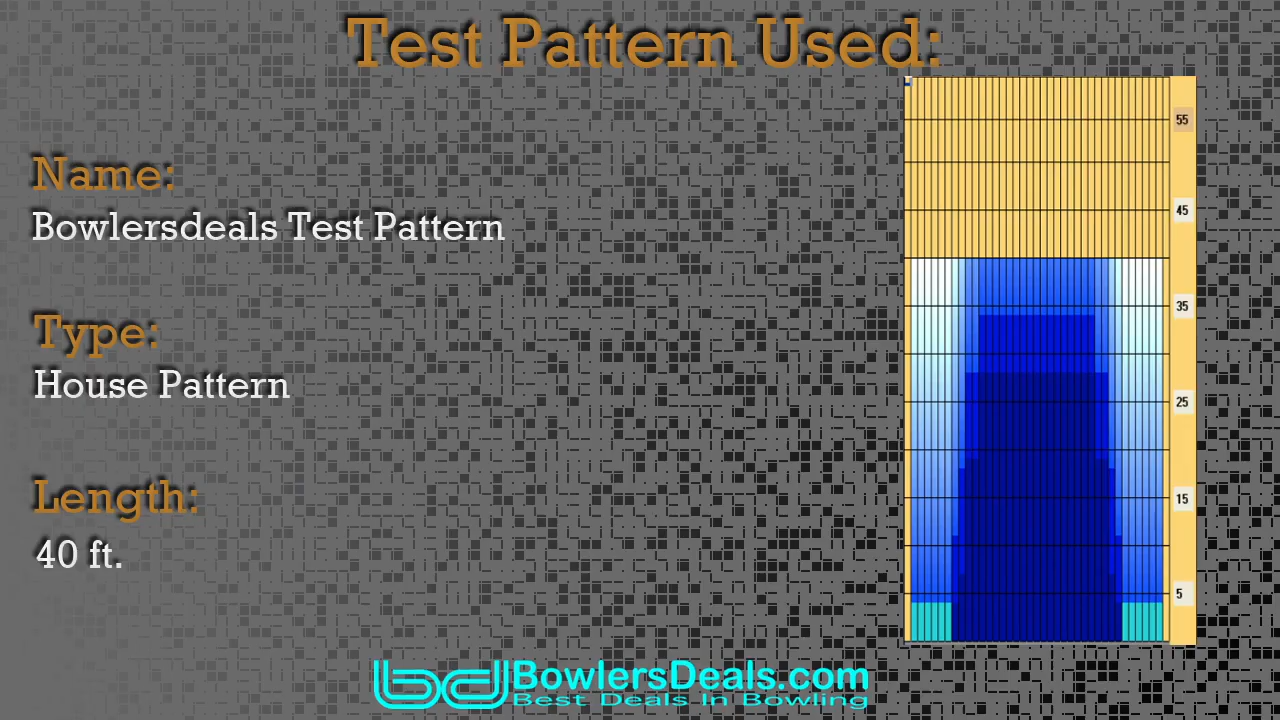 Test Pattern Used:
Name:
Bowlersdeals Test Pattern
Type:
House Pattern
Length:
40 ft.
55
45
35
25
15
5
bd BowlersDeals.com
Best Deals In Bowling